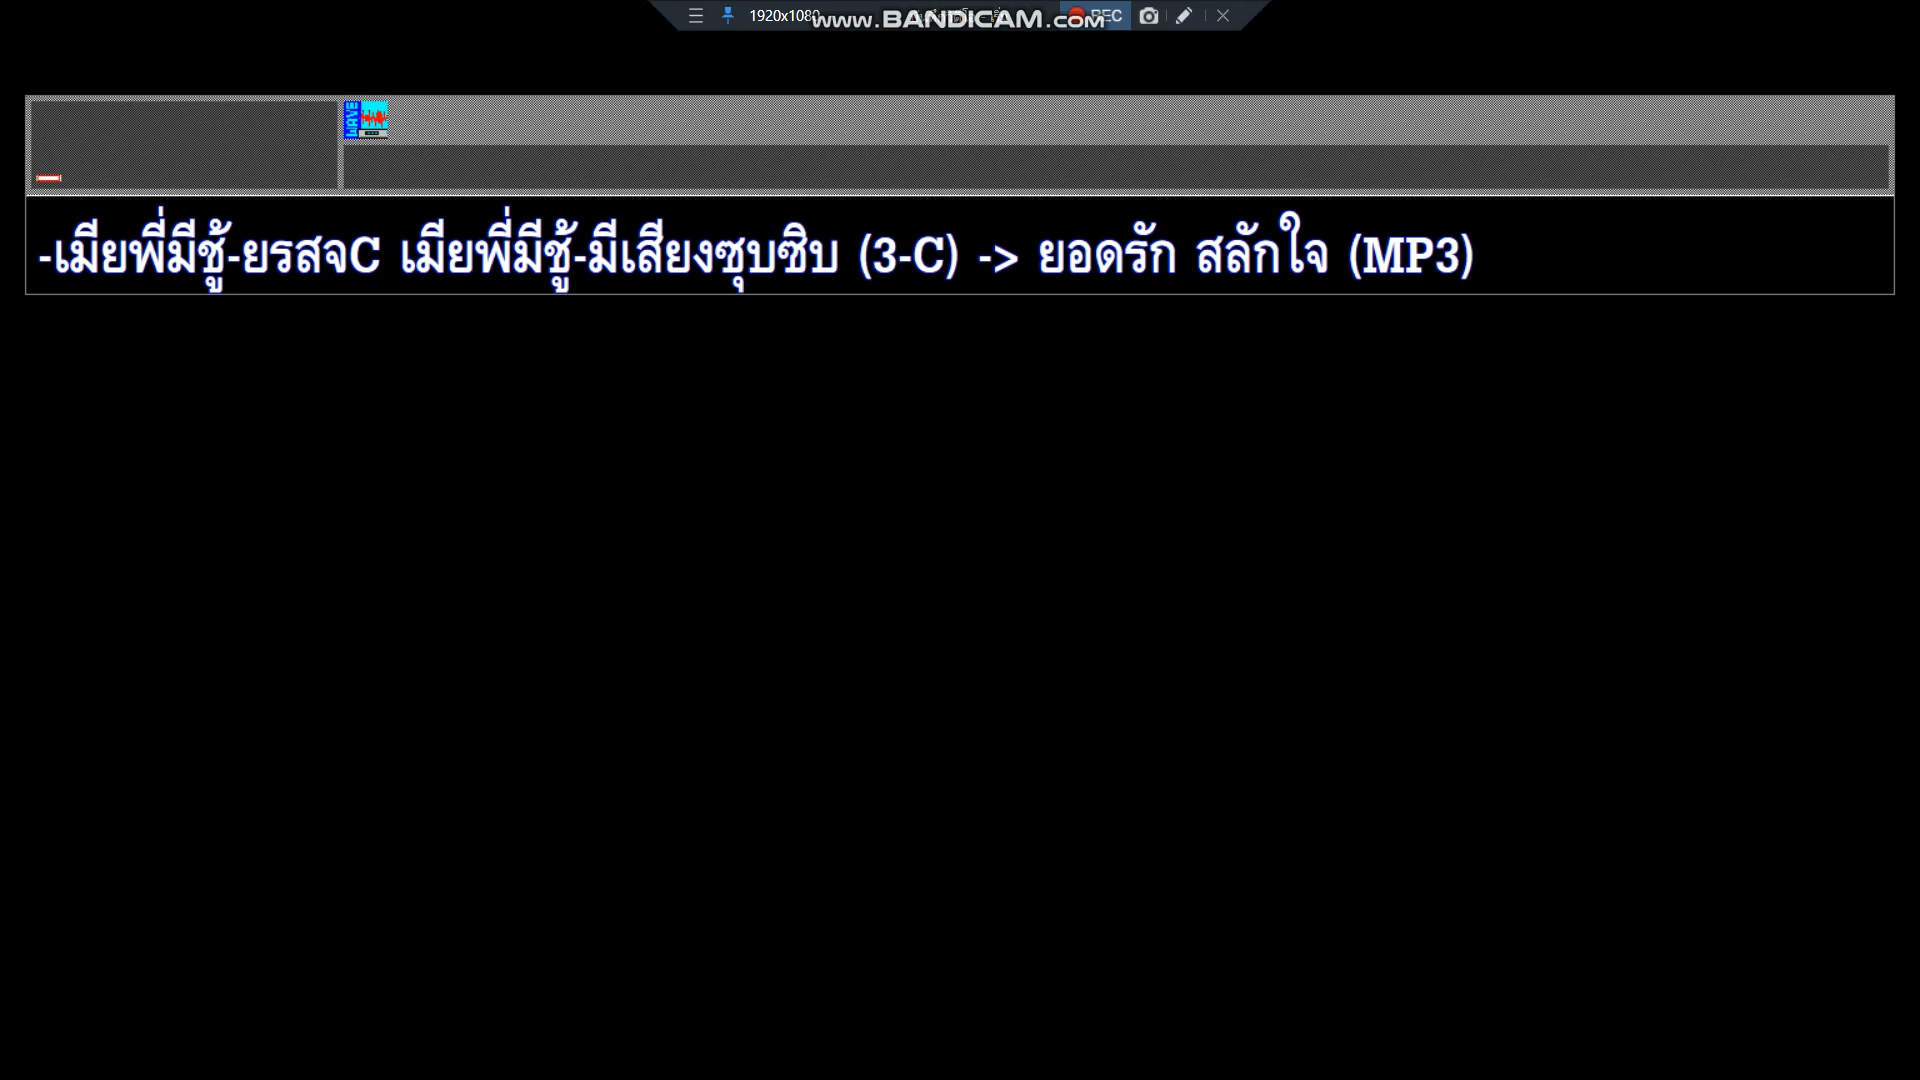 1920x1080
www.BANDICAM.com
REC
WAVE
-เมียพี่มีชู้-ยรสจC เมียพี่มีชู้-มีเสียงซุบซิบ (3-C) -> ยอดรัก สลักใจ (MP3)